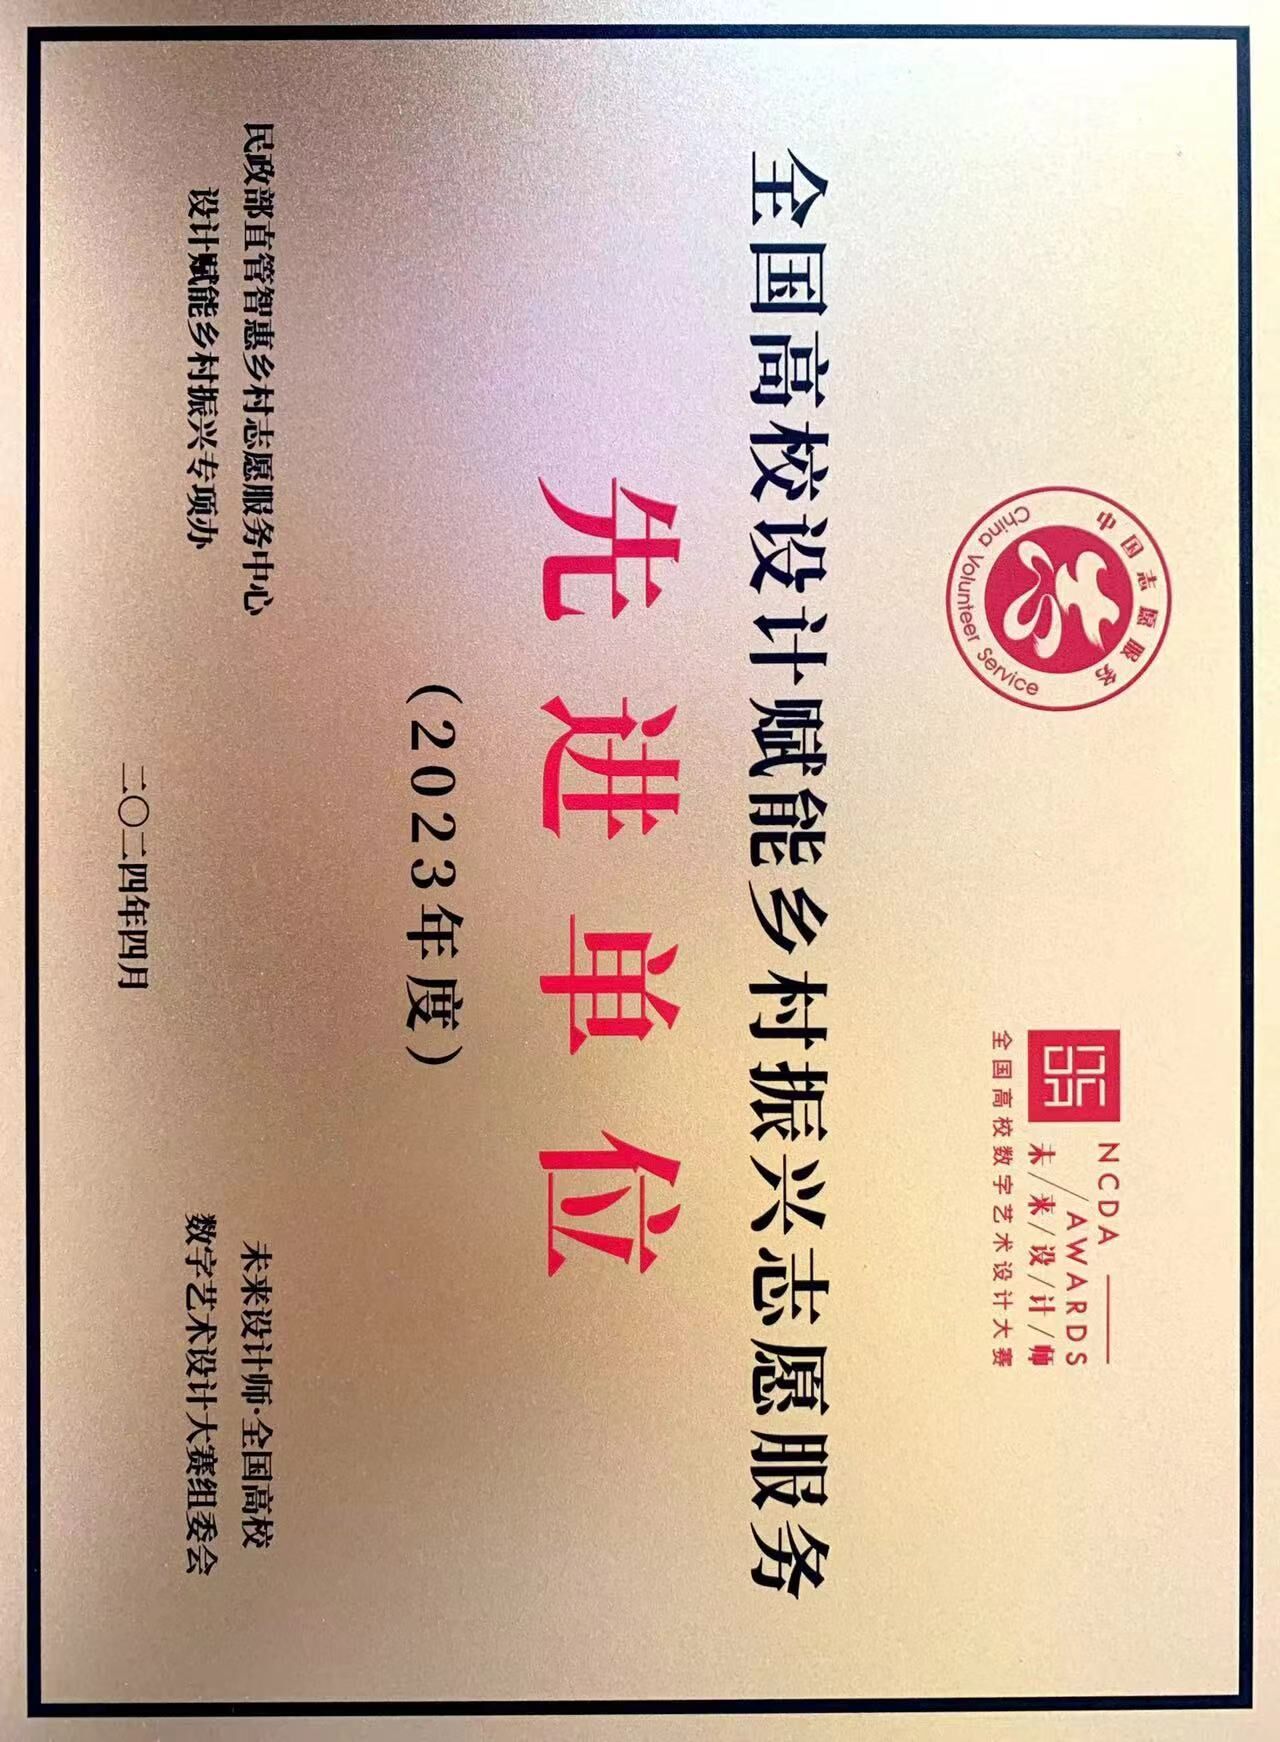 中国志愿服务
China Volunteer Service
NCDA
AWARDS
未/来/设/计/师
全国高校数字艺术设计大赛
全国高校设计赋能乡村振兴志愿服务
先进单位
(2023年度)
民政部直管智惠乡村志愿服务中心
设计赋能乡村振兴专项办
未来设计师·全国高校
数字艺术设计大赛组委会
二〇二四年四月